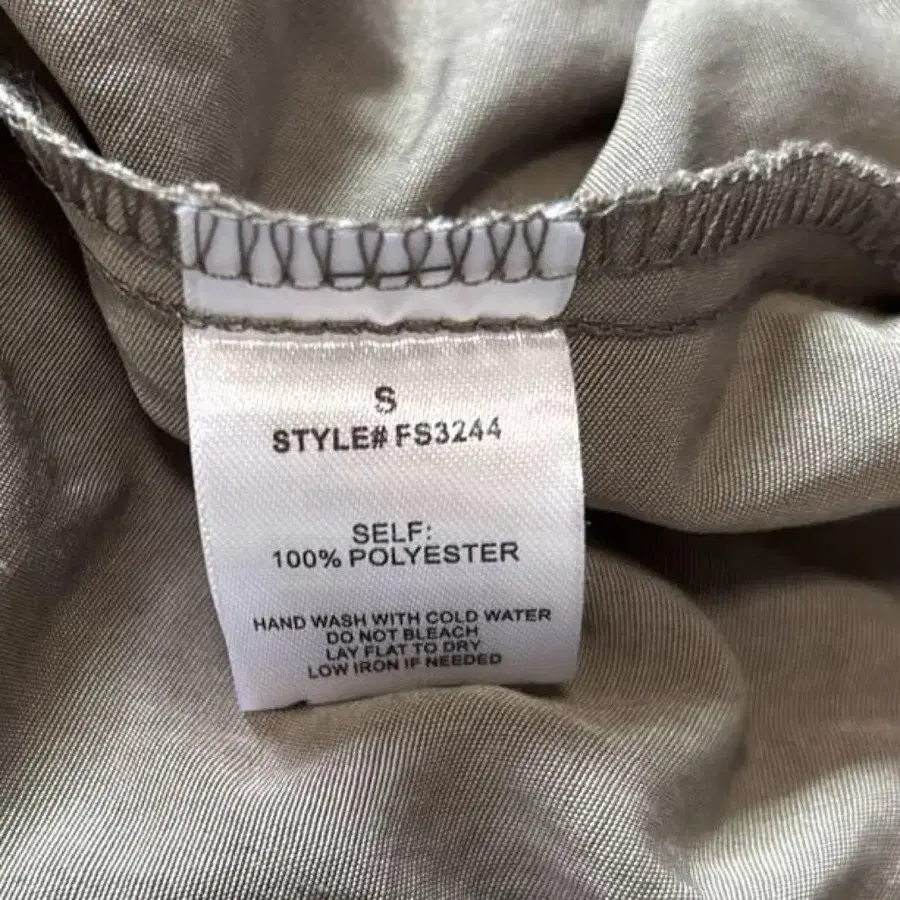 S
STYLE# FS3244
SELF:
100% POLYESTER
HAND WASH WITH COLD WATER
DO NOT BLEACH
LAY FLAT TO DRY
LOW IRON IF NEEDED